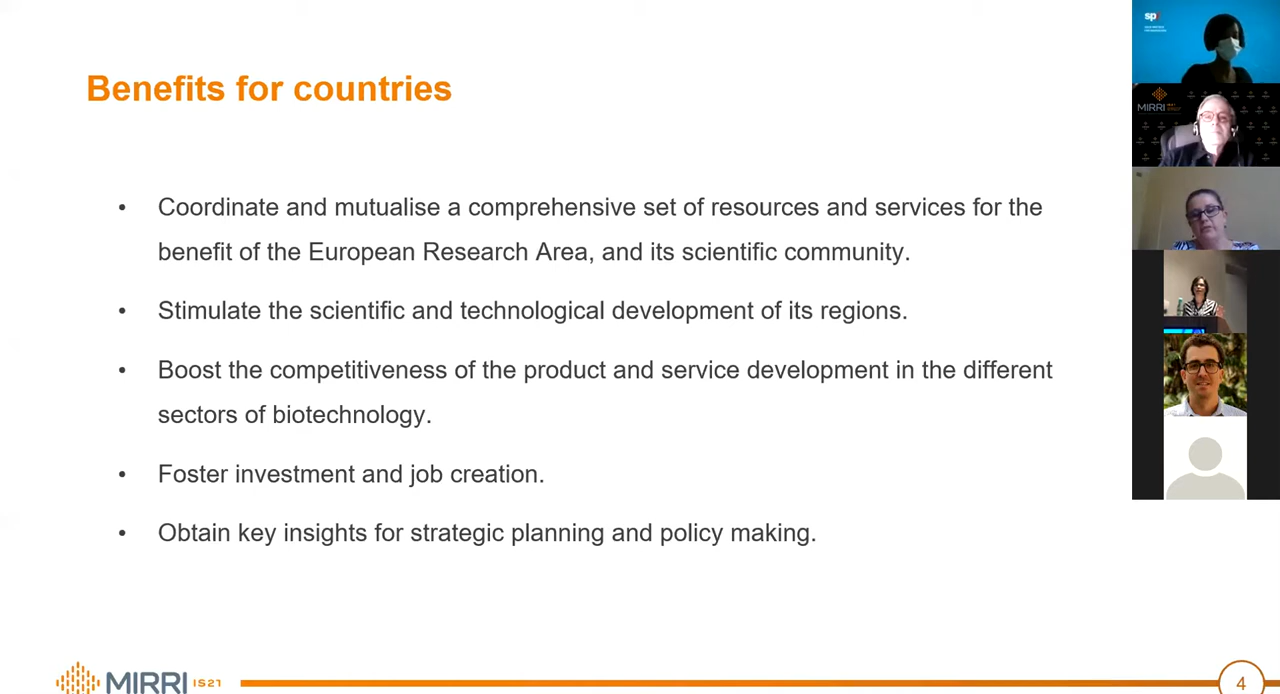 Benefits for countries
• Coordinate and mutualise a comprehensive set of resources and services for the
benefit of the European Research Area, and its scientific community.
• Stimulate the scientific and technological development of its regions.
• Boost the competitiveness of the product and service development in the different
sectors of biotechnology.
• Foster investment and job creation.
• Obtain key insights for strategic planning and policy making.
MIRRI IS21
4
MIRRI